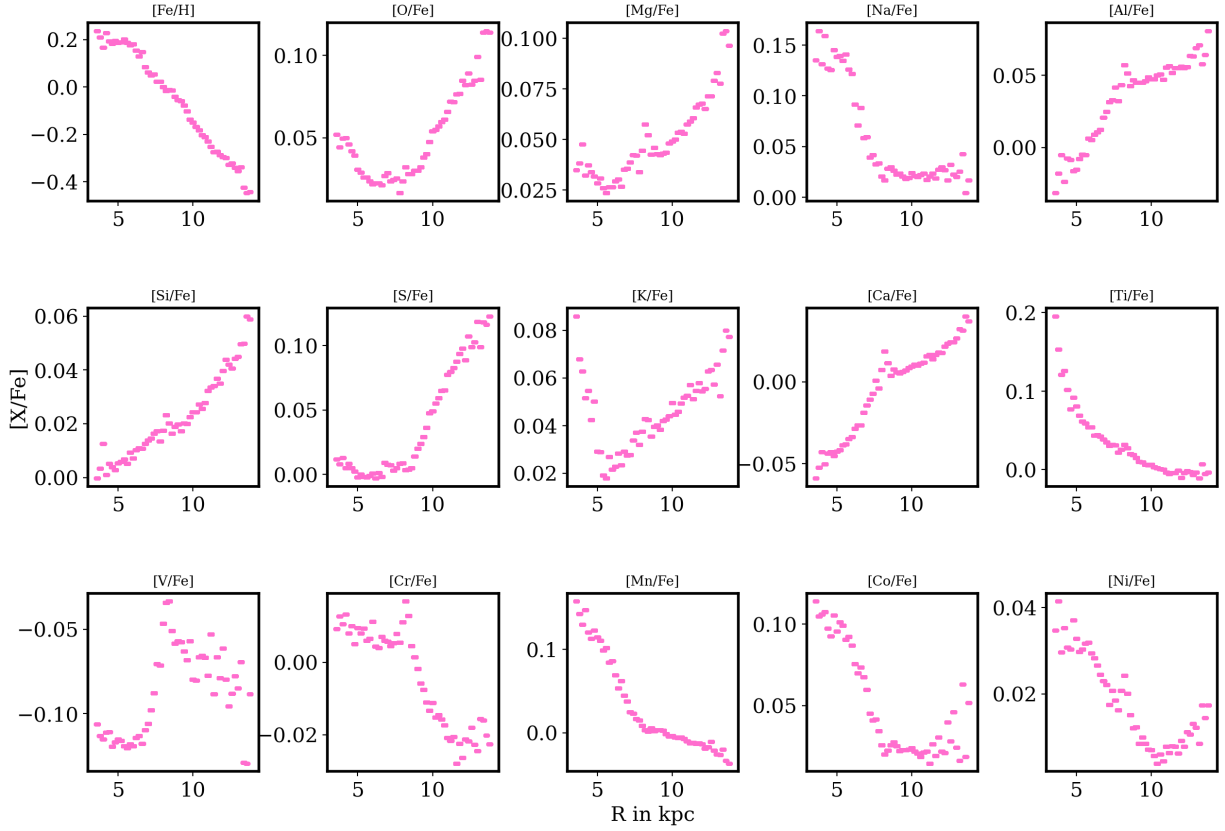 [Fe/H] [O/Fe] [Mg/Fe] [Na/Fe] [Al/Fe]
0.2 0.0 −0.2 −0.4
0.10 0.05
0.100 0.075 0.050 0.025
0.15 0.10 0.05 0.00
0.05 0.00
5 10 5 10 5 10 5 10 5 10
[Si/Fe] [S/Fe] [K/Fe] [Ca/Fe] [Ti/Fe]
[X/Fe]
0.06 0.04 0.02 0.00
0.10 0.05 0.00
0.08 0.06 0.04 0.02
0.00 −0.05
0.2 0.1 0.0
5 10 5 10 5 10 5 10 5 10
[V/Fe] [Cr/Fe] [Mn/Fe] [Co/Fe] [Ni/Fe]
−0.05 −0.10
0.00 −0.02
0.1 0.0
0.10 0.05
0.04 0.02
5 10 5 10 5 10 5 10 5 10
R in kpc